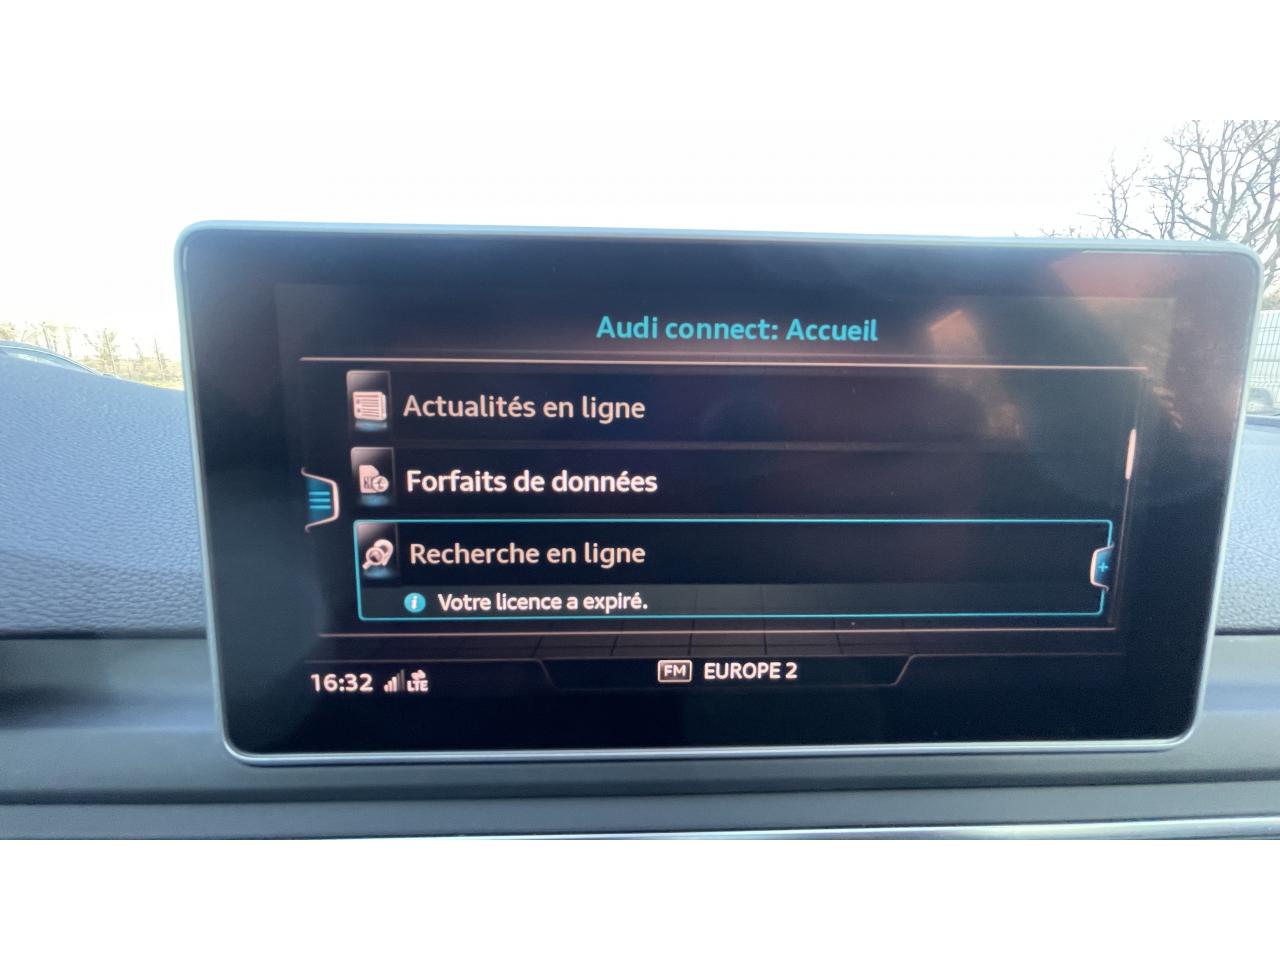 Audi connect: Accueil
Actualités en ligne
Forfaits de données
Recherche en ligne
Votre licence a expiré.
16:32 LTE
FM EUROPE 2